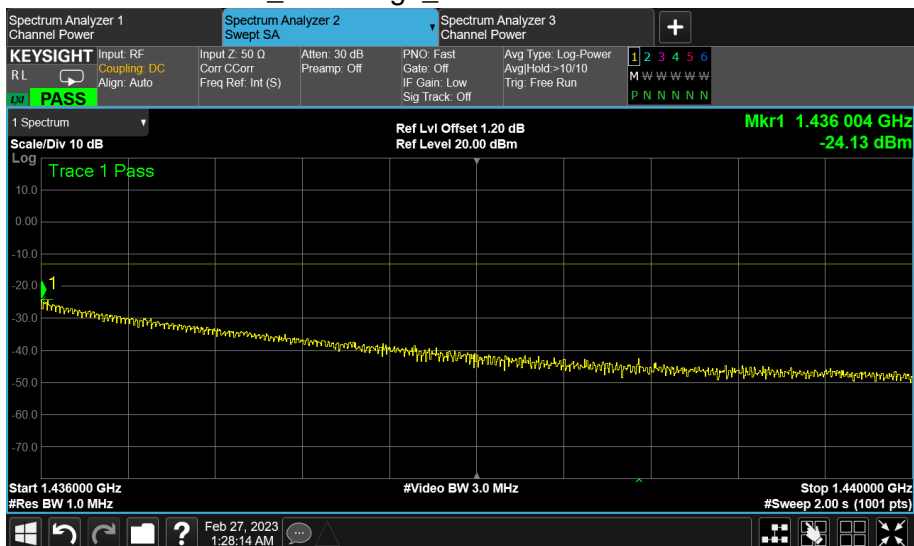 Spectrum Analyzer 1
Channel Power
Spectrum Analyzer 2
Swept SA
Spectrum Analyzer 3
Channel Power
+
KEYSIGHT
RL
LXI PASS
Input: RF
Coupling: DC
Align: Auto
Input Z: 50 Ω
Corr CCorr
Freq Ref: Int (S)
Atten: 30 dB
Preamp: Off
PNO: Fast
Gate: Off
IF Gain: Low
Sig Track: Off
Avg Type: Log-Power
Avg|Hold:>10/10
Trig: Free Run
1 2 3 4 5 6
M W W W W W
P N N N N N
1 Spectrum
Scale/Div 10 dB
Ref Lvl Offset 1.20 dB
Ref Level 20.00 dBm
Mkr1 1.436 004 GHz
-24.13 dBm
Log
Trace 1 Pass
10.0
0.00
-10.0
-20.0
1
-30.0
-40.0
-50.0
-60.0
-70.0
Start 1.436000 GHz
#Res BW 1.0 MHz
#Video BW 3.0 MHz
Stop 1.440000 GHz
#Sweep 2.00 s (1001 pts)
?
Feb 27, 2023
1:28:14 AM